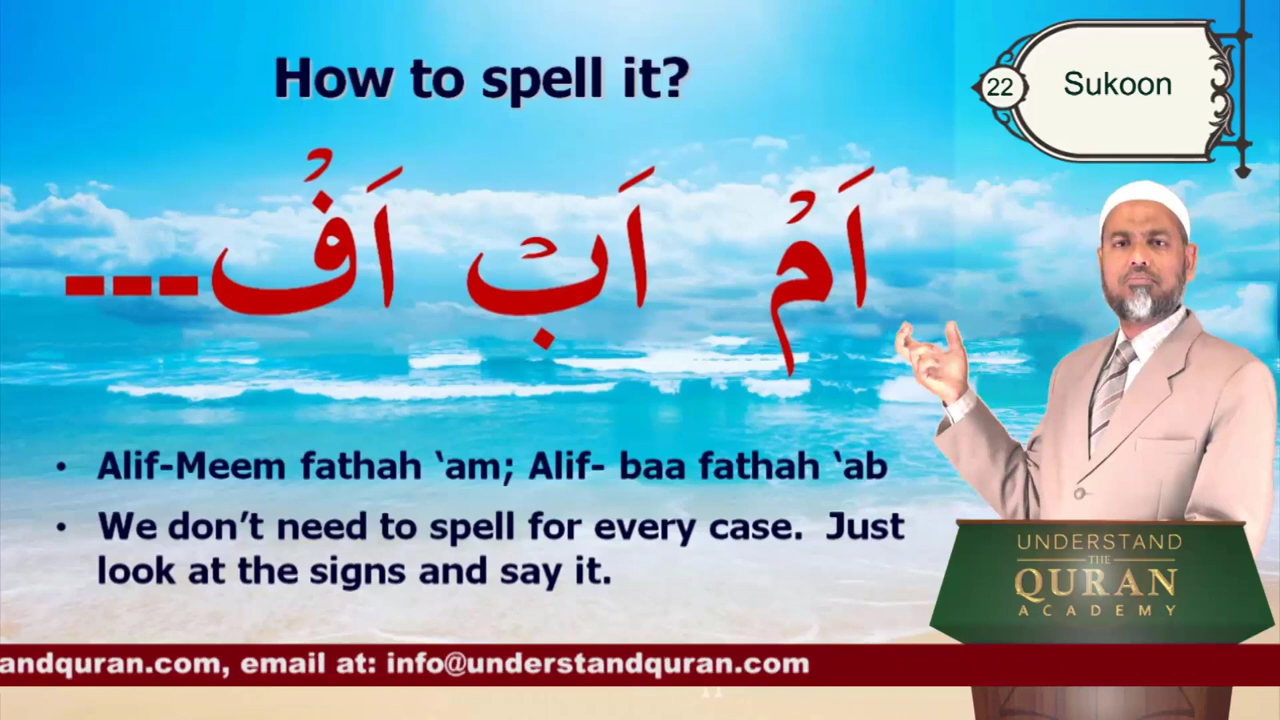 How to spell it?
22
Sukoon
اَمْ اَبْ اَفْ---
• Alif-Meem fathah ‘am; Alif- baa fathah ‘ab
• We don’t need to spell for every case. Just
look at the signs and say it.
UNDERSTAND
THE
QURAN
ACADEMY
andquran.com, email at: info@understandquran.com